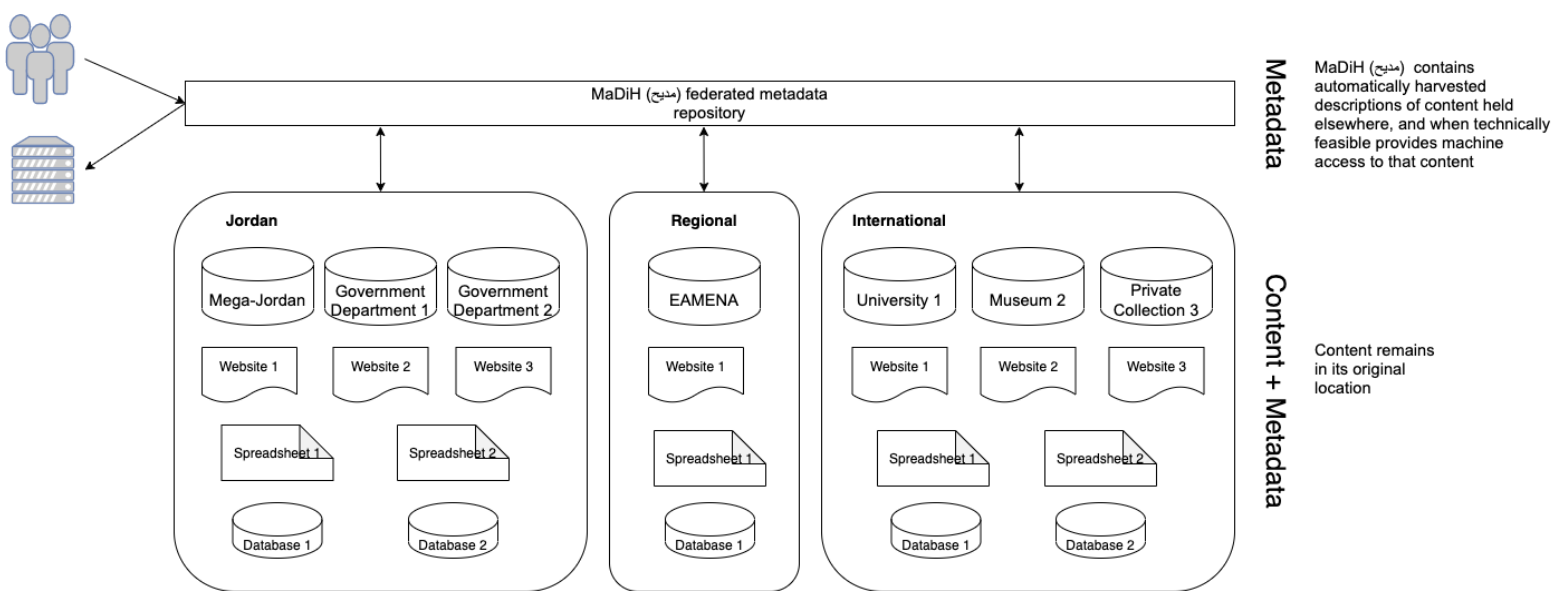 MaDiH (مديح) federated metadata
repository
Metadata
MaDiH (مديح) contains
automatically harvested
descriptions of content held
elsewhere, and when technically
feasible provides machine
access to that content
Jordan
Mega-Jordan
Government
Department 1
Government
Department 2
Website 1
Website 2
Website 3
Spreadsheet 1
Spreadsheet 2
Database 1
Database 2
Regional
EAMENA
Website 1
Spreadsheet 1
Database 1
International
University 1
Museum 2
Private
Collection 3
Website 1
Website 2
Website 3
Spreadsheet 1
Spreadsheet 2
Database 1
Database 2
Content + Metadata
Content remains
in its original
location